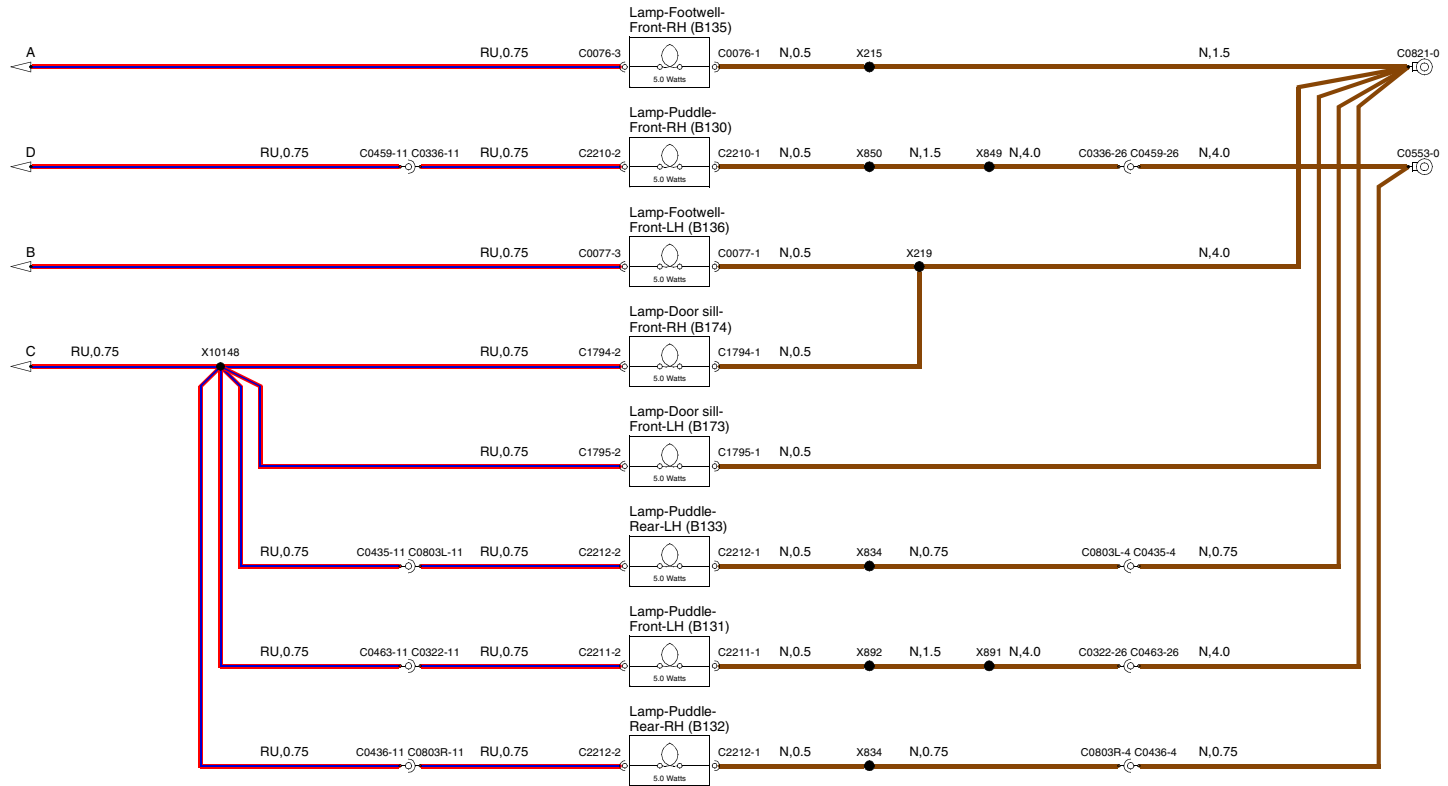 Lamp-Footwell-
Front-RH (B135)
A RU,0.75 C0076-3 C0076-1 N,0.5 X215 N,1.5 C0821-0
5.0 Watts
Lamp-Puddle-
Front-RH (B130)
D RU,0.75 C0459-11 C0336-11 RU,0.75 C2210-2 C2210-1 N,0.5 X850 N,1.5 X849 N,4.0 C0336-26 C0459-26 N,4.0 C0553-0
5.0 Watts
Lamp-Footwell-
Front-LH (B136)
B RU,0.75 C0077-3 C0077-1 N,0.5 X219 N,4.0
5.0 Watts
Lamp-Door sill-
Front-RH (B174)
C RU,0.75 X10148 RU,0.75 C1794-2 C1794-1 N,0.5
5.0 Watts
Lamp-Door sill-
Front-LH (B173)
RU,0.75 C1795-2 C1795-1 N,0.5
5.0 Watts
Lamp-Puddle-
Rear-LH (B133)
RU,0.75 C0435-11 C0803L-11 RU,0.75 C2212-2 C2212-1 N,0.5 X834 N,0.75 C0803L-4 C0435-4 N,0.75
5.0 Watts
Lamp-Puddle-
Front-LH (B131)
RU,0.75 C0463-11 C0322-11 RU,0.75 C2211-2 C2211-1 N,0.5 X892 N,1.5 X891 N,4.0 C0322-26 C0463-26 N,4.0
5.0 Watts
Lamp-Puddle-
Rear-RH (B132)
RU,0.75 C0436-11 C0803R-11 RU,0.75 C2212-2 C2212-1 N,0.5 X834 N,0.75 C0803R-4 C0436-4 N,0.75
5.0 Watts